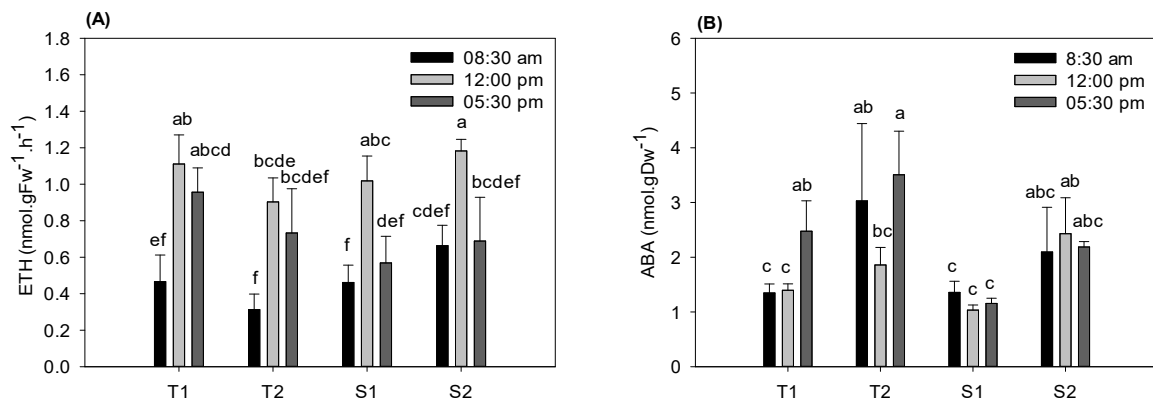 (A)
1.8
1.6
1.4
1.2
1.0
0.8
0.6
0.4
0.2
0.0
ETH (nmol.gFw⁻¹.h⁻¹)
08:30 am
12:00 pm
05:30 pm
ef
ab
abcd
f
bcde
bcdef
f
abc
def
cdef
a
bcdef
T1 T2 S1 S2
(B)
6
5
4
3
2
1
0
ABA (nmol.gDw⁻¹)
8:30 am
12:00 pm
05:30 pm
c
c
ab
ab
bc
a
c
c
c
abc
ab
abc
T1 T2 S1 S2